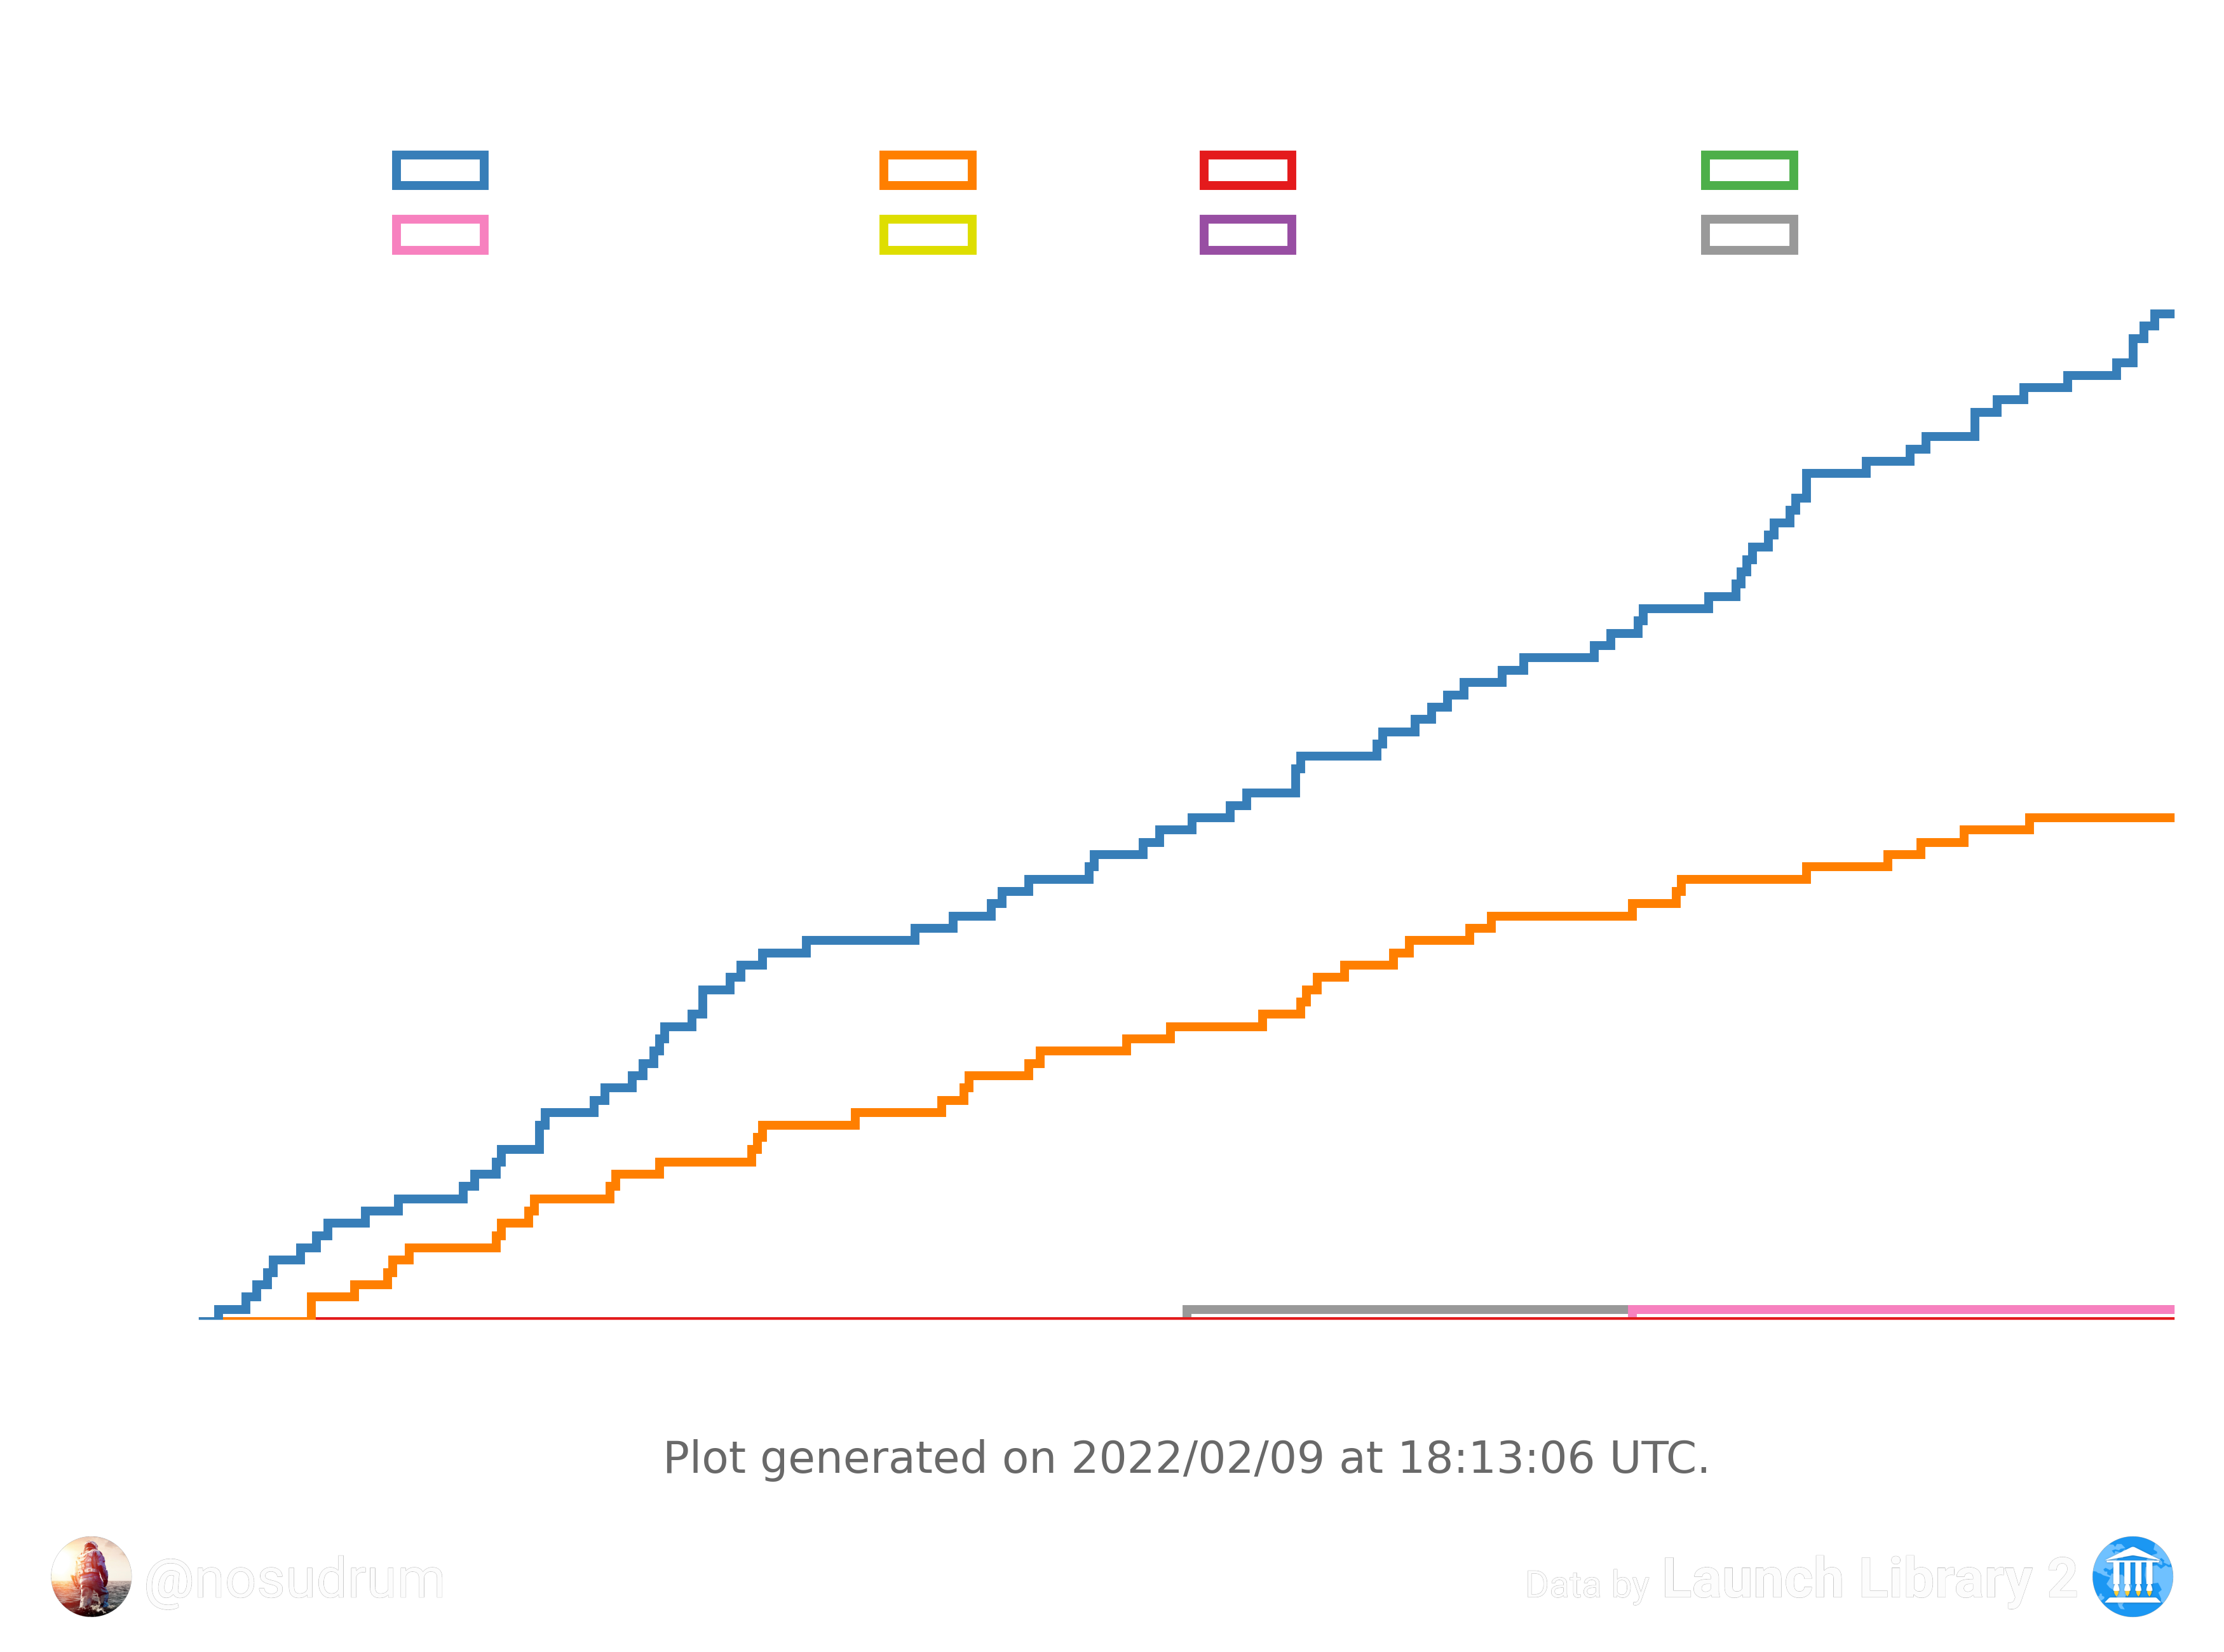 Plot generated on 2022/02/09 at 18:13:06 UTC.
@nosudrum
Data by Launch Library 2